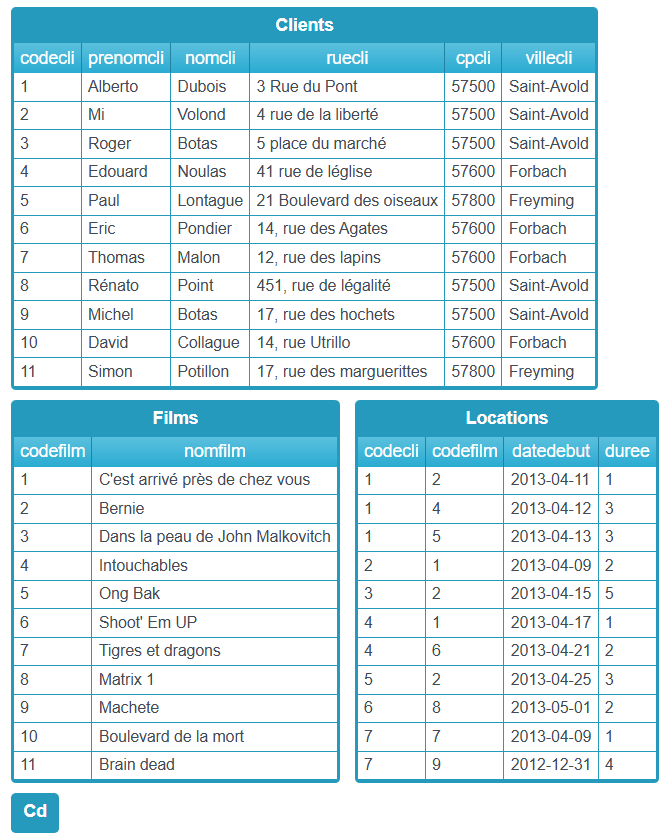 Clients
codecli prenomcli nomcli ruecli cpcli villecli
1 Alberto Dubois 3 Rue du Pont 57500 Saint-Avold
2 Mi Volond 4 rue de la liberté 57500 Saint-Avold
3 Roger Botas 5 place du marché 57500 Saint-Avold
4 Edouard Noulas 41 rue de léglise 57600 Forbach
5 Paul Lontague 21 Boulevard des oiseaux 57800 Freyming
6 Eric Pondier 14, rue des Agates 57600 Forbach
7 Thomas Malon 12, rue des lapins 57600 Forbach
8 Rénato Point 451, rue de légalité 57500 Saint-Avold
9 Michel Botas 17, rue des hochets 57500 Saint-Avold
10 David Collague 14, rue Utrillo 57600 Forbach
11 Simon Potillon 17, rue des marguerittes 57800 Freyming
Films
codefilm nomfilm
1 C'est arrivé près de chez vous
2 Bernie
3 Dans la peau de John Malkovitch
4 Intouchables
5 Ong Bak
6 Shoot' Em UP
7 Tigres et dragons
8 Matrix 1
9 Machete
10 Boulevard de la mort
11 Brain dead
Locations
codecli codefilm datedebut duree
1 2 2013-04-11 1
1 4 2013-04-12 3
1 5 2013-04-13 3
2 1 2013-04-09 2
3 2 2013-04-15 5
4 1 2013-04-17 1
4 6 2013-04-21 2
5 2 2013-04-25 3
6 8 2013-05-01 2
7 7 2013-04-09 1
7 9 2012-12-31 4
Cd